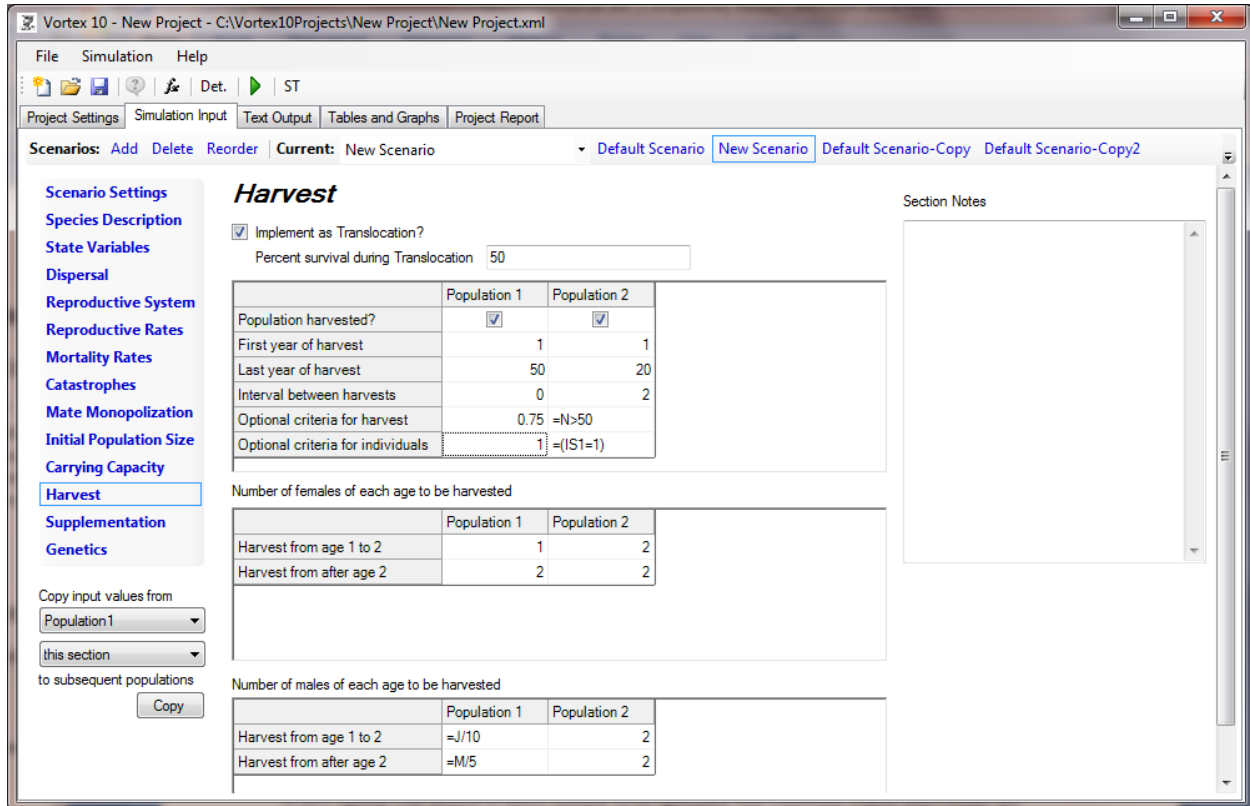 Vortex 10 - New Project - C:\Vortex10Projects\New Project\New Project.xml
File Simulation Help
fx Det. ST
Project Settings Simulation Input Text Output Tables and Graphs Project Report
Scenarios: Add Delete Reorder Current: New Scenario Default Scenario New Scenario Default Scenario-Copy Default Scenario-Copy2
Scenario Settings
Species Description
State Variables
Dispersal
Reproductive System
Reproductive Rates
Mortality Rates
Catastrophes
Mate Monopolization
Initial Population Size
Carrying Capacity
Harvest
Supplementation
Genetics
Copy input values from
Population1
this section
to subsequent populations
Copy
Harvest
Implement as Translocation?
Percent survival during Translocation 50
Population 1 Population 2
Population harvested?
First year of harvest 1 1
Last year of harvest 50 20
Interval between harvests 0 2
Optional criteria for harvest 0.75 =N>50
Optional criteria for individuals 1 =(IS1=1)
Number of females of each age to be harvested
Population 1 Population 2
Harvest from age 1 to 2 1 2
Harvest from after age 2 2 2
Number of males of each age to be harvested
Population 1 Population 2
Harvest from age 1 to 2 =J/10 2
Harvest from after age 2 =M/5 2
Section Notes